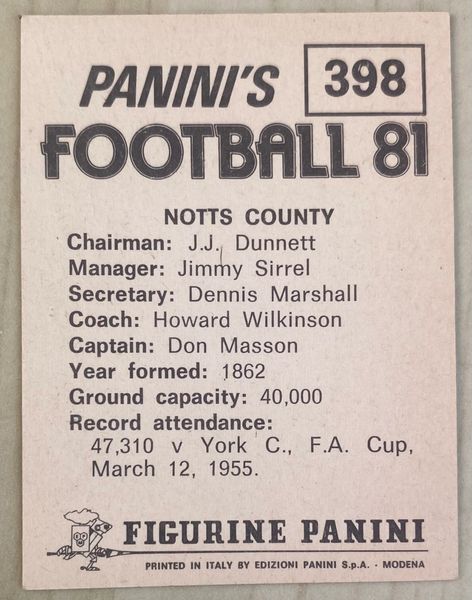 PANINI'S 398
FOOTBALL 81
NOTTS COUNTY
Chairman: J.J. Dunnett
Manager: Jimmy Sirrel
Secretary: Dennis Marshall
Coach: Howard Wilkinson
Captain: Don Masson
Year formed: 1862
Ground capacity: 40,000
Record attendance:
47,310 v York C., F.A. Cup,
March 12, 1955.
FIGURINE PANINI
PRINTED IN ITALY BY EDIZIONI PANINI S.p.A. - MODENA